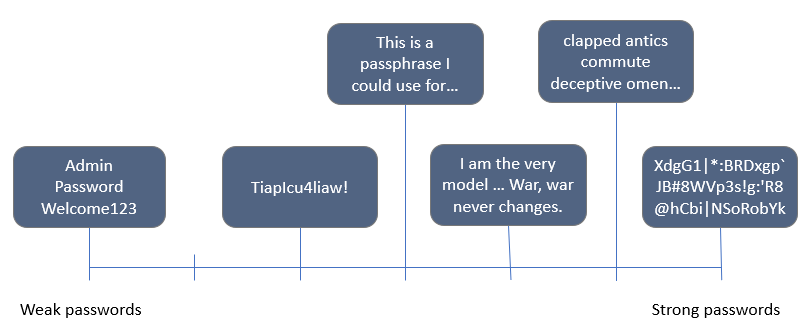 This is a
passphrase I
could use for…
clapped antics
commute
deceptive omen…
Admin
Password
Welcome123
TiapIcu4liaw!
I am the very
model … War, war
never changes.
XdgG1|*:BRDxgp`
JB#8WVp3s!g:'R8
@hCbi|NSoRobYk
Weak passwords
Strong passwords